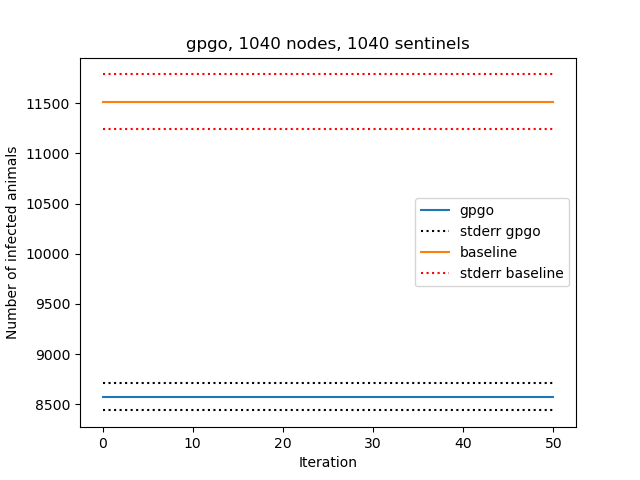 gpgo, 1040 nodes, 1040 sentinels
Number of infected animals
11500
11000
10500
10000
9500
9000
8500
gpgo
stderr gpgo
baseline
stderr baseline
0 10 20 30 40 50
Iteration